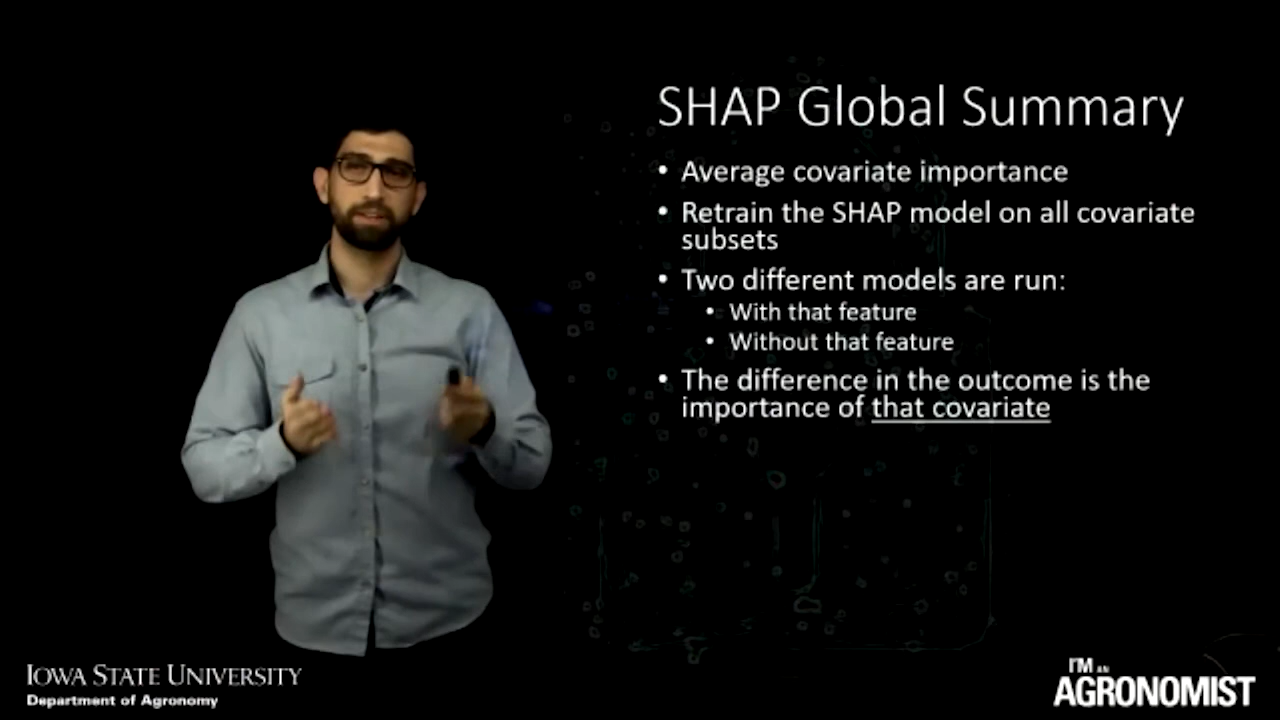 SHAP Global Summary
• Average covariate importance
• Retrain the SHAP model on all covariate
subsets
• Two different models are run:
• With that feature
• Without that feature
• The difference in the outcome is the
importance of that covariate
IOWA STATE UNIVERSITY
Department of Agronomy
I'M AN
AGRONOMIST